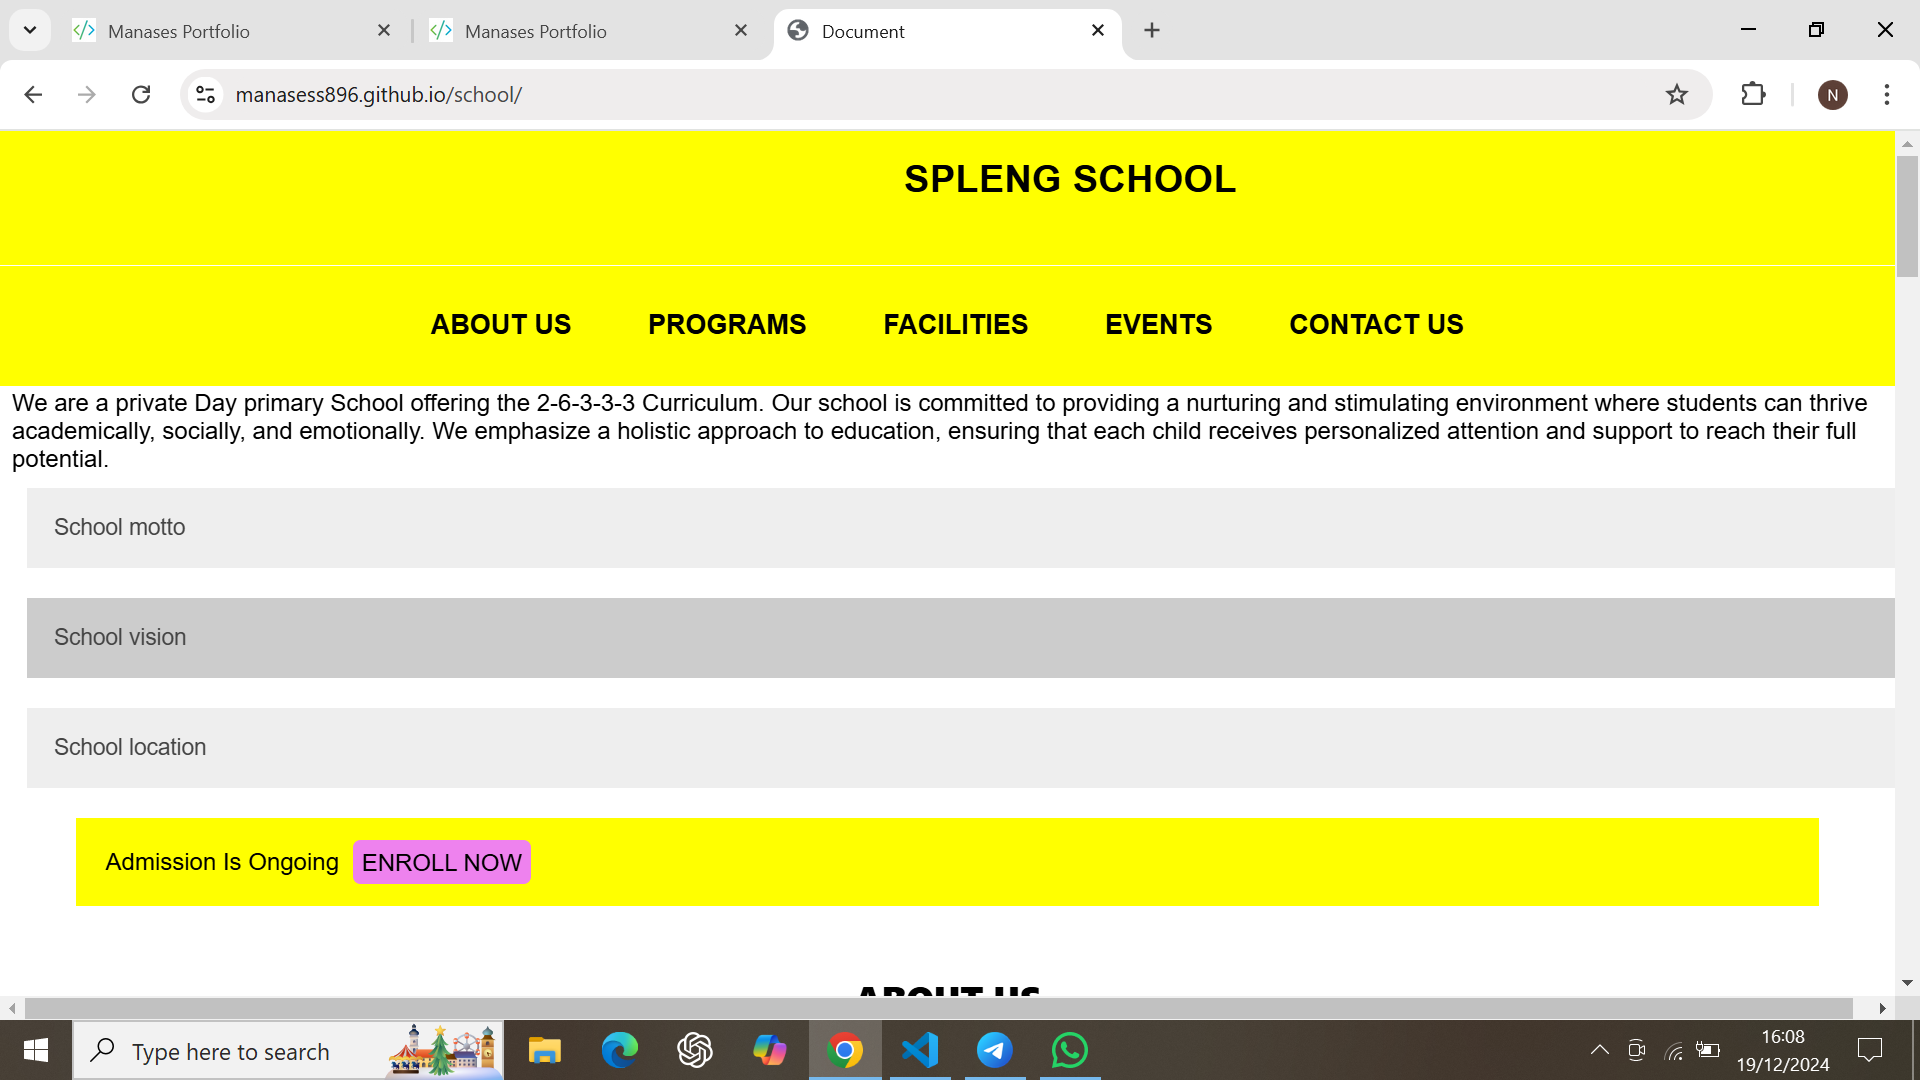 Manases Portfolio
Manases Portfolio
Document
manasess896.github.io/school/
N
SPLENG SCHOOL
ABOUT US PROGRAMS FACILITIES EVENTS CONTACT US
We are a private Day primary School offering the 2-6-3-3-3 Curriculum. Our school is committed to providing a nurturing and stimulating environment where students can thrive
academically, socially, and emotionally. We emphasize a holistic approach to education, ensuring that each child receives personalized attention and support to reach their full
potential.
School motto
School vision
School location
Admission Is Ongoing ENROLL NOW
ABOUT US
Type here to search
16:08
19/12/2024